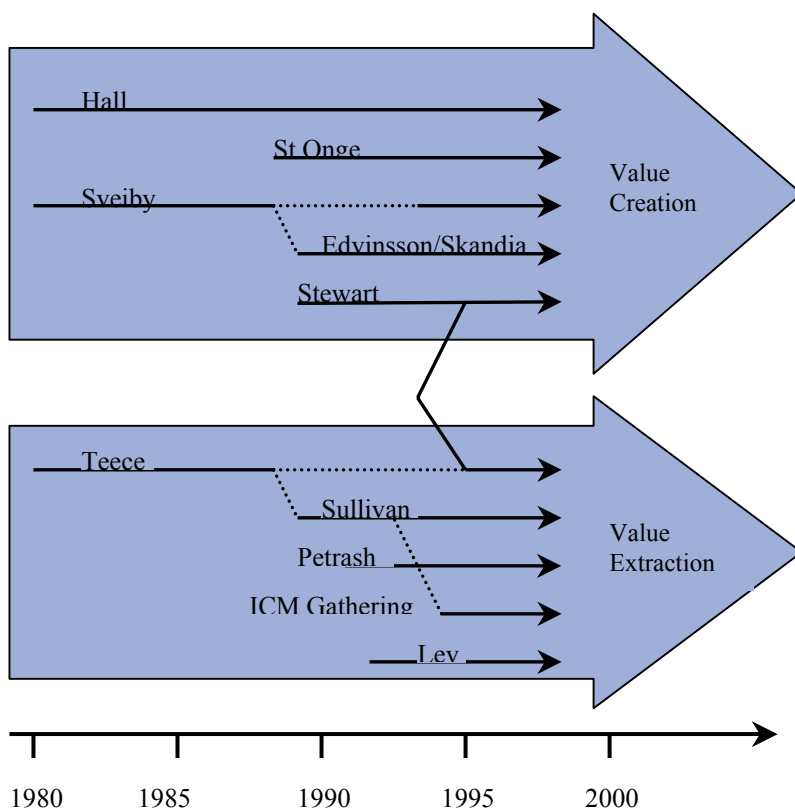 Hall
St Onge
Sveiby
Edvinsson/Skandia
Stewart
Value
Creation
Teece
Sullivan
Petrash
ICM Gathering
Lev
Value
Extraction
1980 1985 1990 1995 2000